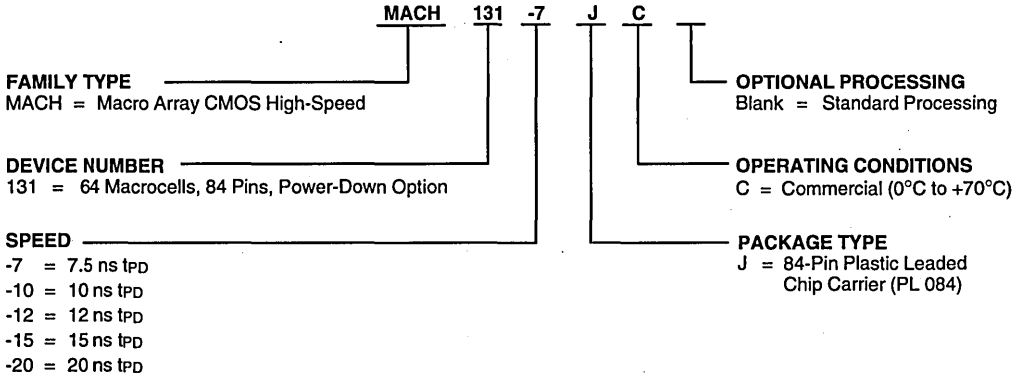 MACH 131 -7 J C
FAMILY TYPE
MACH = Macro Array CMOS High-Speed
DEVICE NUMBER
131 = 64 Macrocells, 84 Pins, Power-Down Option
SPEED
-7 = 7.5 ns tPD
-10 = 10 ns tPD
-12 = 12 ns tPD
-15 = 15 ns tPD
-20 = 20 ns tPD
OPTIONAL PROCESSING
Blank = Standard Processing
OPERATING CONDITIONS
C = Commercial (0°C to +70°C)
PACKAGE TYPE
J = 84-Pin Plastic Leaded
Chip Carrier (PL 084)